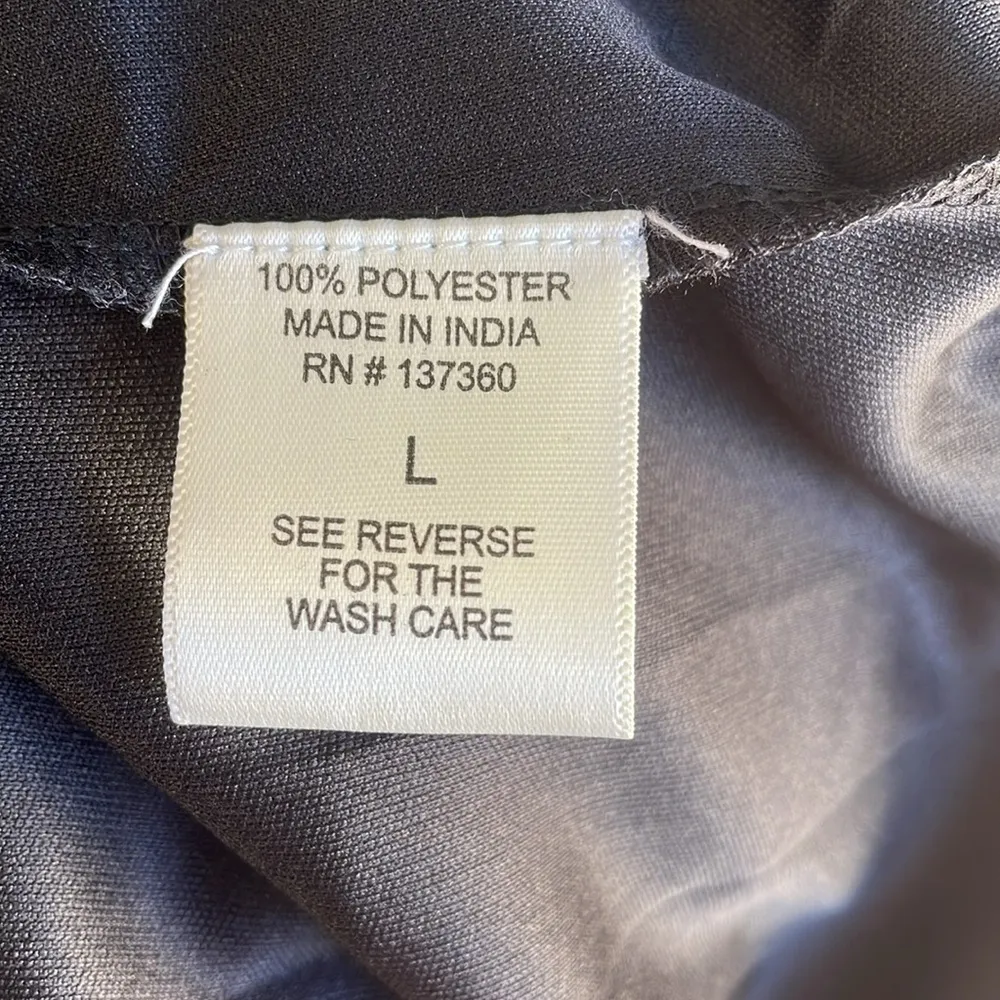 100% POLYESTER
MADE IN INDIA
RN # 137360
L
SEE REVERSE
FOR THE
WASH CARE